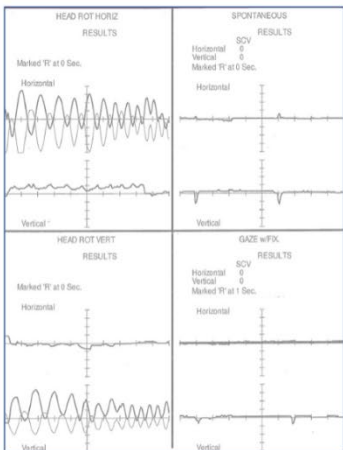 HEAD ROT HORIZ
RESULTS
Marked 'R' at 0 Sec.
Horizontal
Vertical
SPONTANEOUS
RESULTS
SCV
Horizontal 0
Vertical 0
Marked 'R' at 0 Sec.
Horizontal
Vertical
HEAD ROT VERT
RESULTS
Marked 'R' at 0 Sec.
Horizontal
Vertical
GAZE w/FIX.
RESULTS
SCV
Horizontal 0
Vertical 0
Marked 'R' at 1 Sec.
Horizontal
Vertical